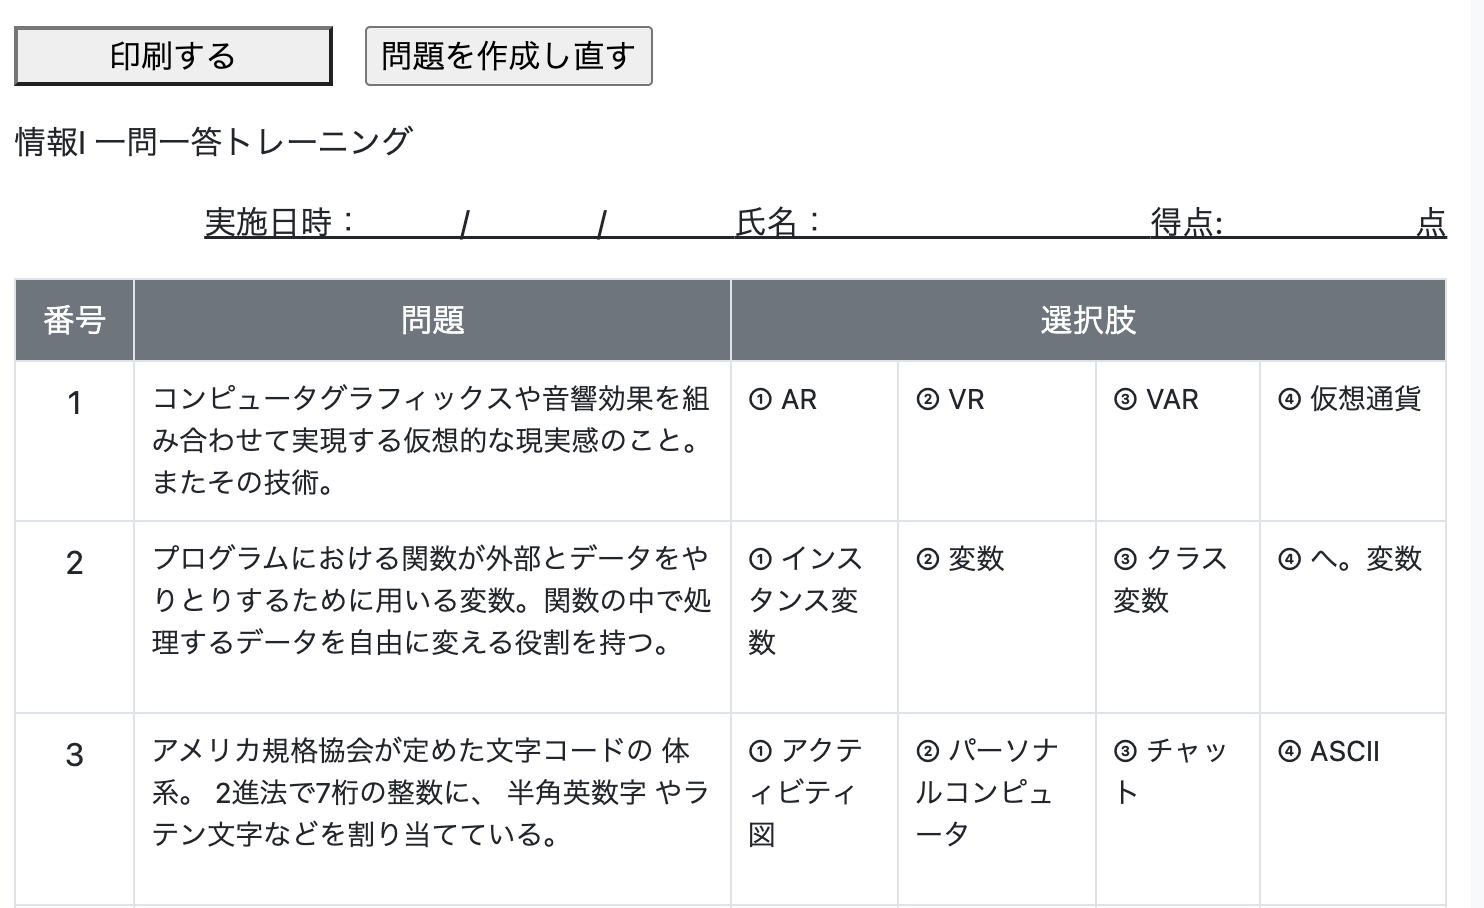 印刷する 問題を作成し直す
情報I 一問一答トレーニング
実施日時： / / 氏名： 得点: 点
番号 問題 選択肢
1 コンピュータグラフィックスや音響効果を組 ① AR ② VR ③ VAR ④ 仮想通貨
み合わせて実現する仮想的な現実感のこと。
またその技術。
2 プログラムにおける関数が外部とデータをや ① インス ② 変数 ③ クラス ④ へ。変数
りとりするために用いる変数。関数の中で処 タンス変 変数
理するデータを自由に変える役割を持つ。 数
3 アメリカ規格協会が定めた文字コードの 体 ① アクテ ② パーソナ ③ チャッ ④ ASCII
系。 2進法で7桁の整数に、 半角英数字 やラ ィビティ ルコンピュ ト
テン文字などを割り当てている。 図 ータ